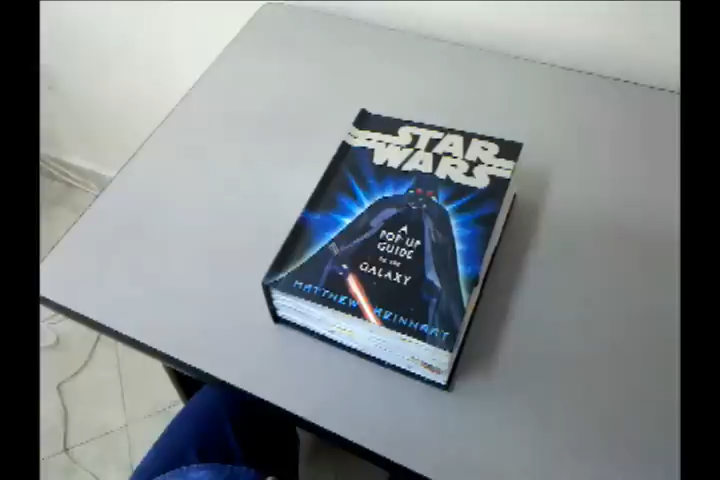 STAR
WARS
A
POP-UP
GUIDE
TO THE
GALAXY
MATTHEW REINHART